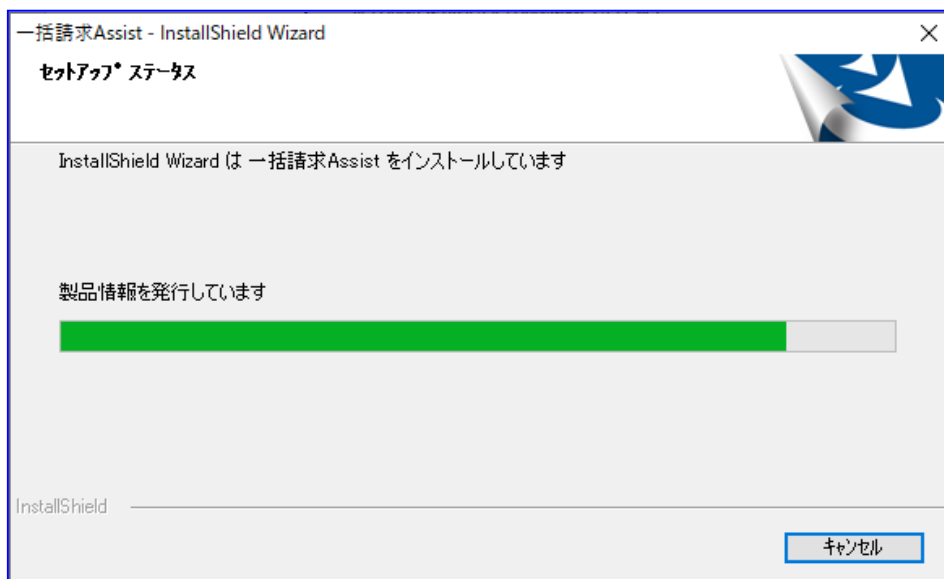 一括請求Assist - InstallShield Wizard
セットアップ ステータス
InstallShield Wizard は 一括請求Assist をインストールしています
製品情報を発行しています
InstallShield
キャンセル